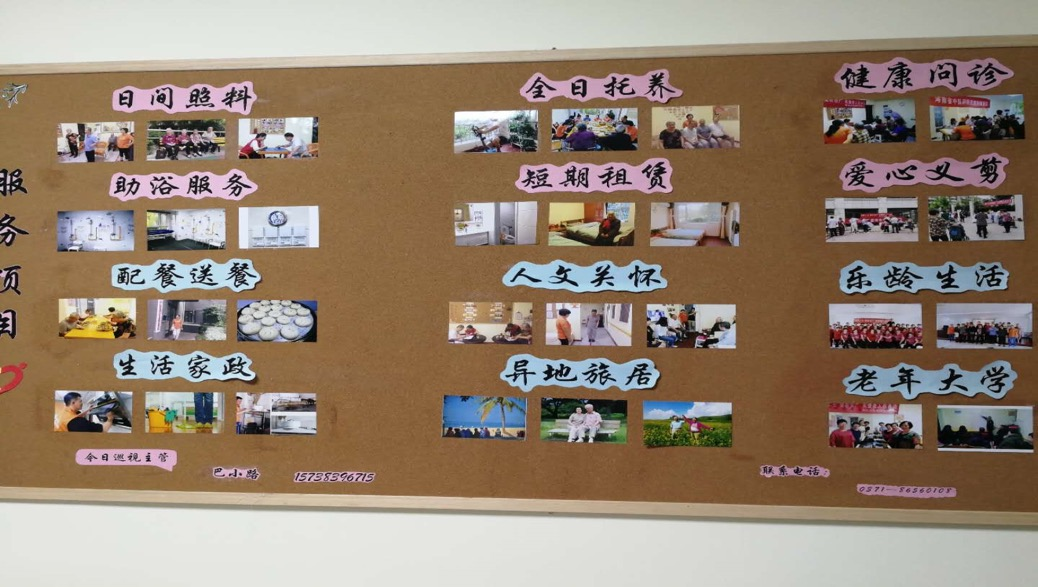 服务项目
日间照料
全日托养
健康问诊
助浴服务
短期租赁
爱心义剪
配餐送餐
人文关怀
乐龄生活
生活家政
异地旅居
老年大学
今日巡视主管
巴小路
15738396715
联系电话:
0371—86560108